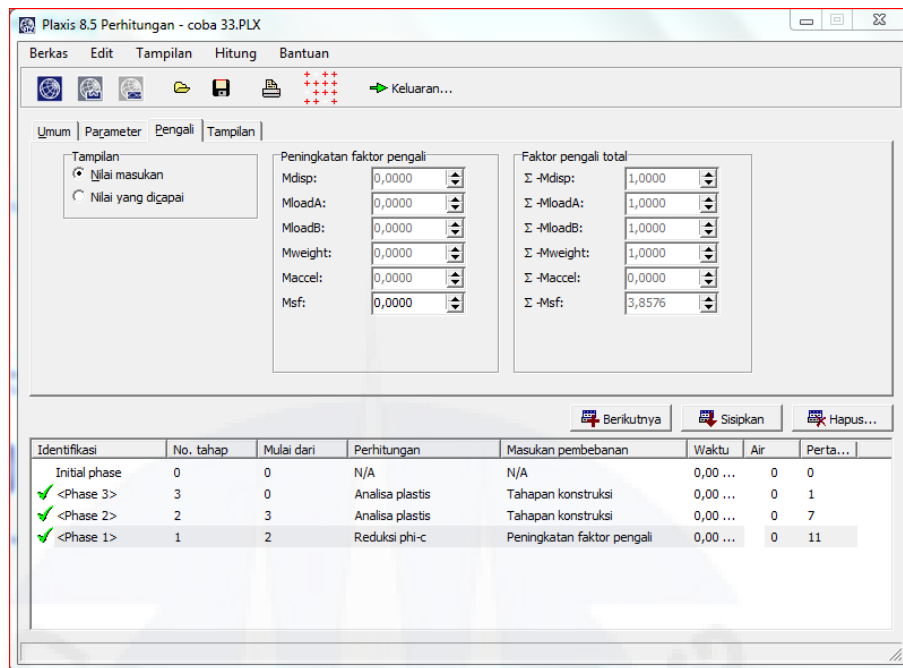 Plaxis 8.5 Perhitungan - coba 33.PLX
Berkas Edit Tampilan Hitung Bantuan
Keluaran...
Umum Parameter Pengali Tampilan
Tampilan
Nilai masukan
Nilai yang dicapai
Peningkatan faktor pengali
Mdisp: 0,0000
MloadA: 0,0000
MloadB: 0,0000
Mweight: 0,0000
Maccel: 0,0000
Msf: 0,0000
Faktor pengali total
Σ -Mdisp: 1,0000
Σ -MloadA: 1,0000
Σ -MloadB: 1,0000
Σ -Mweight: 1,0000
Σ -Maccel: 0,0000
Σ -Msf: 3,8576
Berikutnya Sisipkan Hapus...
Identifikasi No. tahap Mulai dari Perhitungan Masukan pembebanan Waktu Air Perta...
Initial phase 0 0 N/A N/A 0,00 ... 0 0
<Phase 3> 3 0 Analisa plastis Tahapan konstruksi 0,00 ... 0 1
<Phase 2> 2 3 Analisa plastis Tahapan konstruksi 0,00 ... 0 7
<Phase 1> 1 2 Reduksi phi-c Peningkatan faktor pengali 0,00 ... 0 11